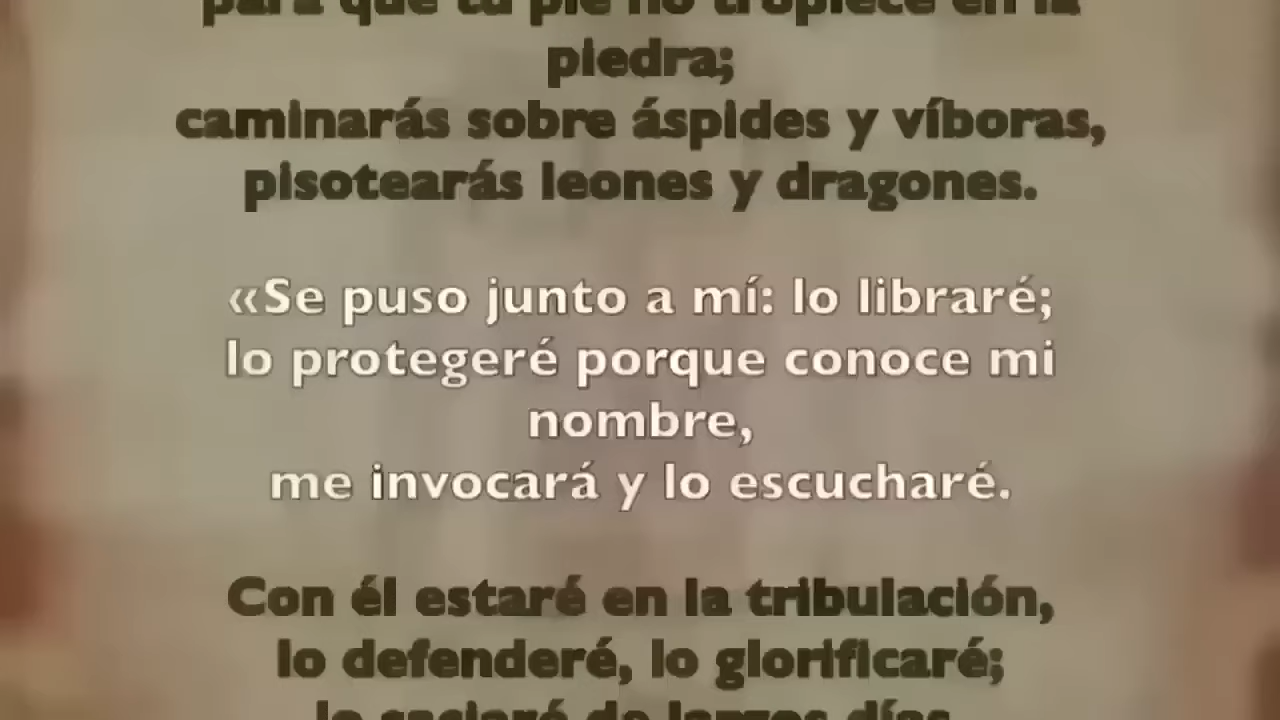 para que tu pie no tropiece en la
piedra;
caminarás sobre áspides y víboras,
pisotearás leones y dragones.
«Se puso junto a mí: lo libraré;
lo protegeré porque conoce mi
nombre,
me invocará y lo escucharé.
Con él estaré en la tribulación,
lo defenderé, lo glorificaré;
lo saciaré de largos días